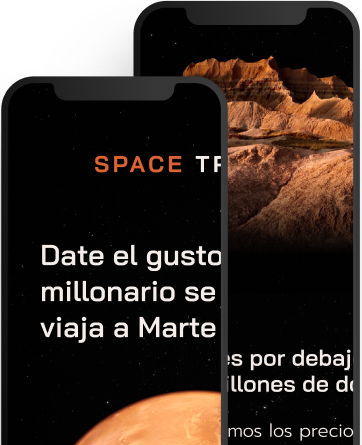 SPACE TR
Date el gusto
millonario se
viaja a Marte
es por debaj
illones de do
mos los precio